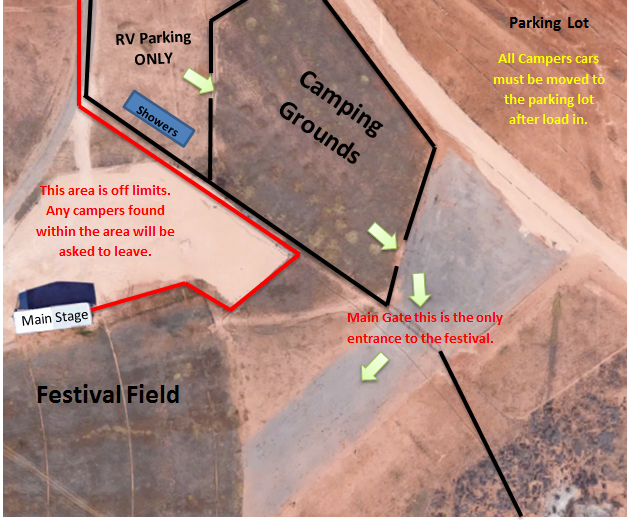 Parking Lot
All Campers cars
must be moved to
the parking lot
after load in.
RV Parking
ONLY
Showers
Camping
Grounds
This area is off limits.
Any campers found
within the area will be
asked to leave.
Main Stage
Main Gate this is the only
entrance to the festival.
Festival Field